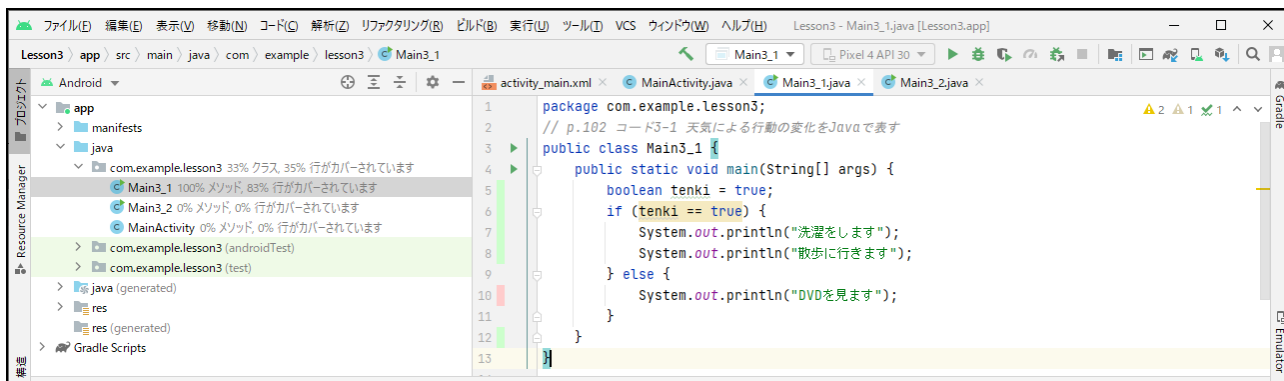 ファイル(F) 編集(E) 表示(V) 移動(N) コード(C) 解析(Z) リファクタリング(R) ビルド(B) 実行(U) ツール(T) VCS ウィンドウ(W) ヘルプ(H) Lesson3 - Main3_1.java [Lesson3.app]
Lesson3 〉 app 〉 src 〉 main 〉 java 〉 com 〉 example 〉 lesson3 〉 Main3_1 Main3_1 Pixel 4 API 30
プロジェクト
Resource Manager
構造
Android
app
manifests
java
com.example.lesson3 33% クラス, 35% 行がカバーされています
Main3_1 100% メソッド, 83% 行がカバーされています
Main3_2 0% メソッド, 0% 行がカバーされています
MainActivity 0% メソッド, 0% 行がカバーされています
com.example.lesson3 (androidTest)
com.example.lesson3 (test)
java (generated)
res
res (generated)
Gradle Scripts
activity_main.xml MainActivity.java Main3_1.java Main3_2.java
2 1 1
1 package com.example.lesson3;
2 // p.102 コード3-1 天気による行動の変化をJavaで表す
3 public class Main3_1 {
4 public static void main(String[] args) {
5 boolean tenki = true;
6 if (tenki == true) {
7 System.out.println("洗濯をします");
8 System.out.println("散歩に行きます");
9 } else {
10 System.out.println("DVDを見ます");
11 }
12 }
13 }
Gradle
Emulator